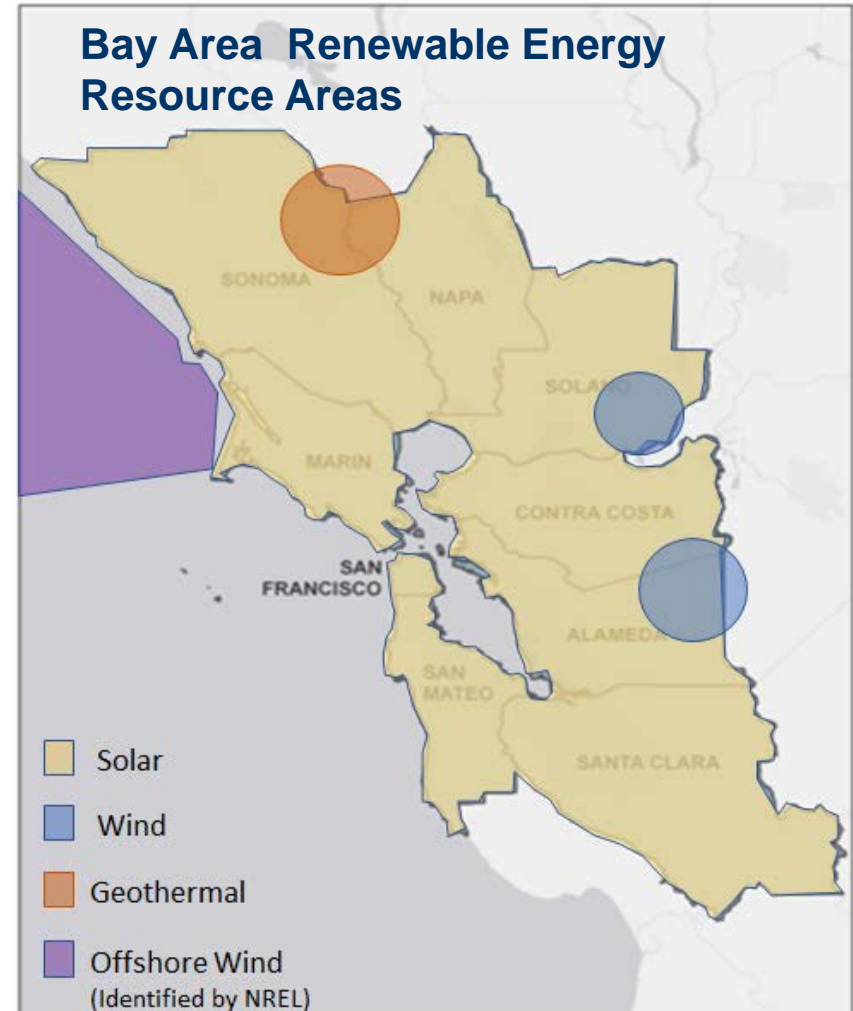 Bay Area Renewable Energy
Resource Areas
SONOMA
NAPA
SOLANO
MARIN
CONTRA COSTA
SAN
FRANCISCO
ALAMEDA
SAN
MATEO
SANTA CLARA
Solar
Wind
Geothermal
Offshore Wind
(Identified by NREL)